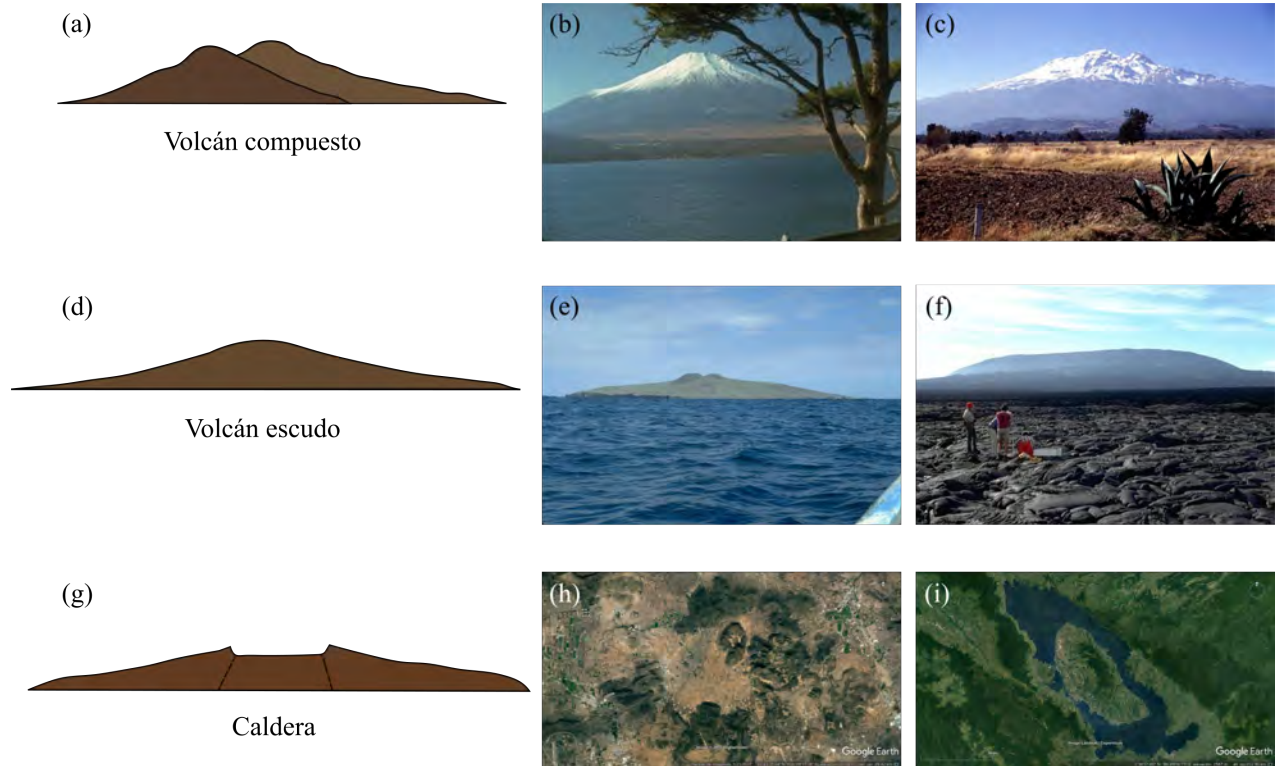 (a)
Volcán compuesto
(b)
(c)
(d)
Volcán escudo
(e)
(f)
(g)
Caldera
(h)
Google Earth
(i)
Google Earth